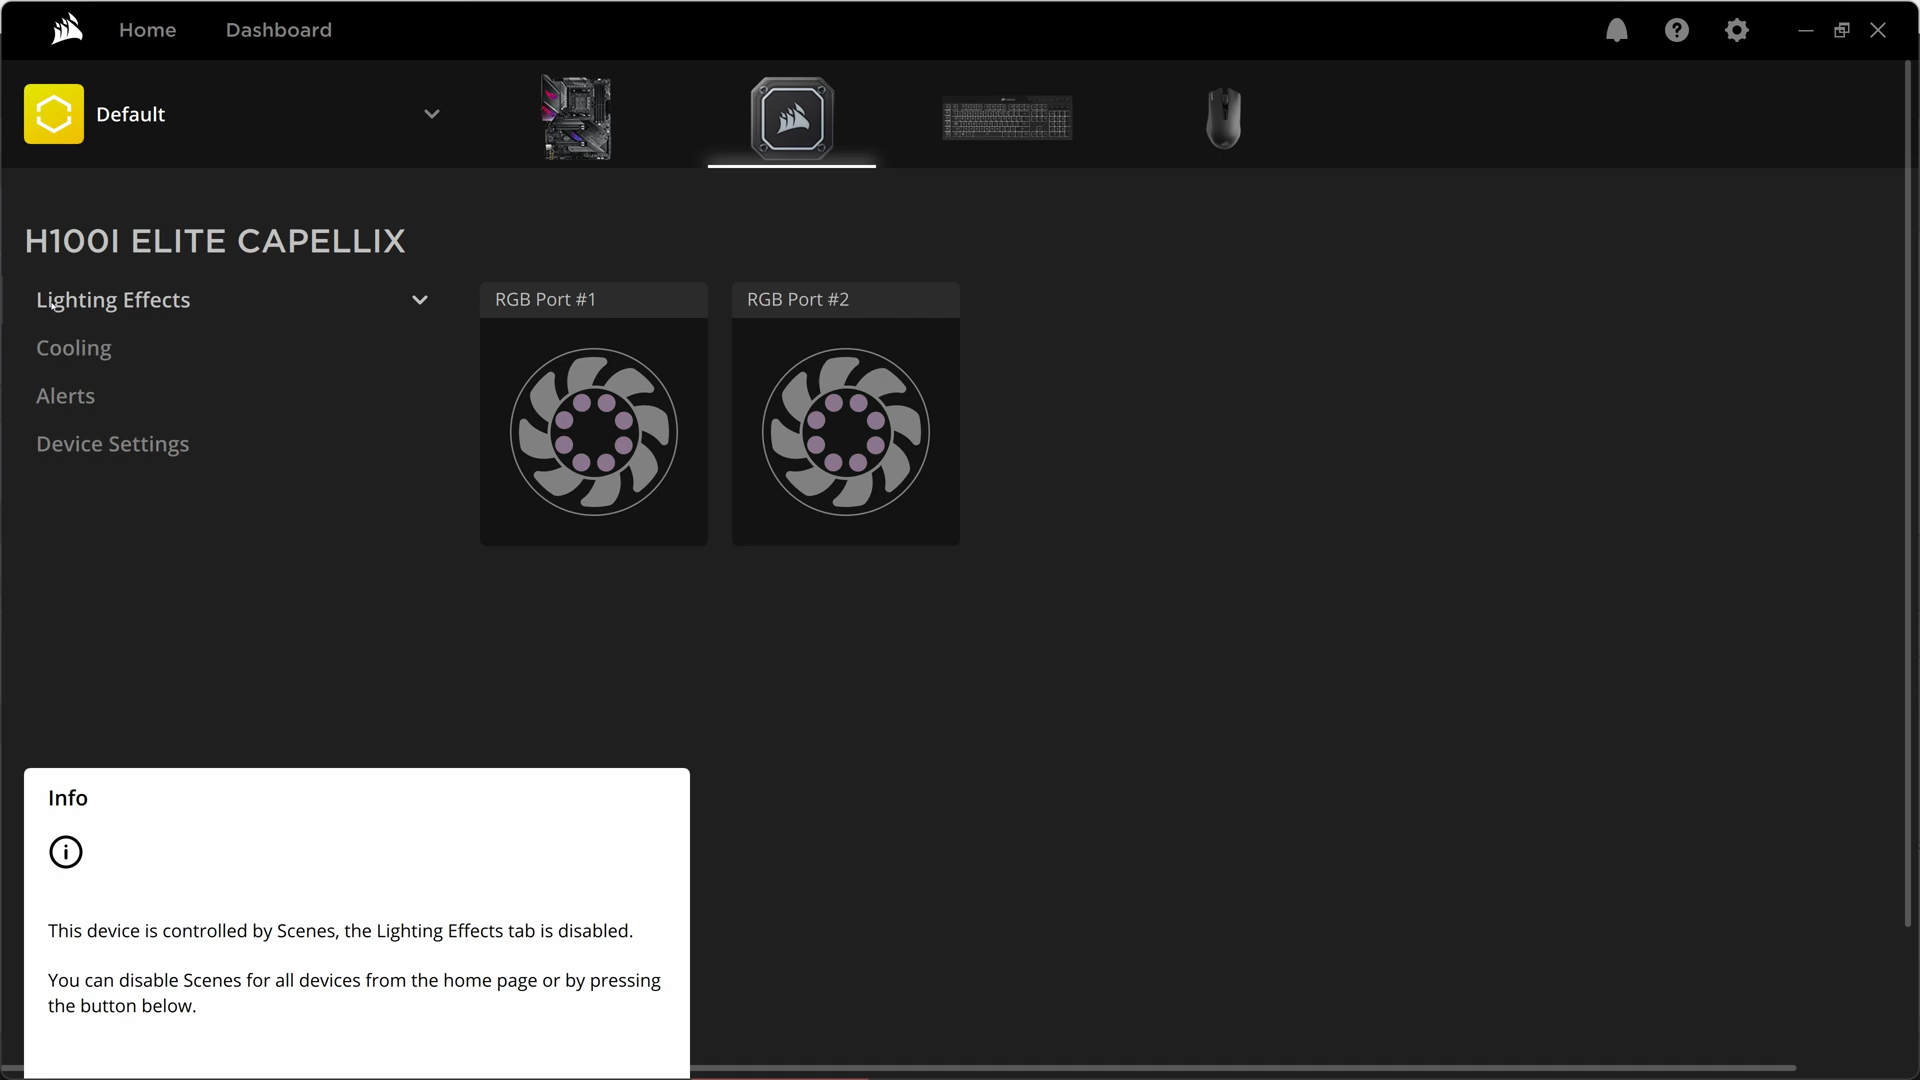 Home
Dashboard
Default
H100I ELITE CAPELLIX
Lighting Effects
Cooling
Alerts
Device Settings
RGB Port #1
RGB Port #2
Info
This device is controlled by Scenes, the Lighting Effects tab is disabled.
You can disable Scenes for all devices from the home page or by pressing
the button below.